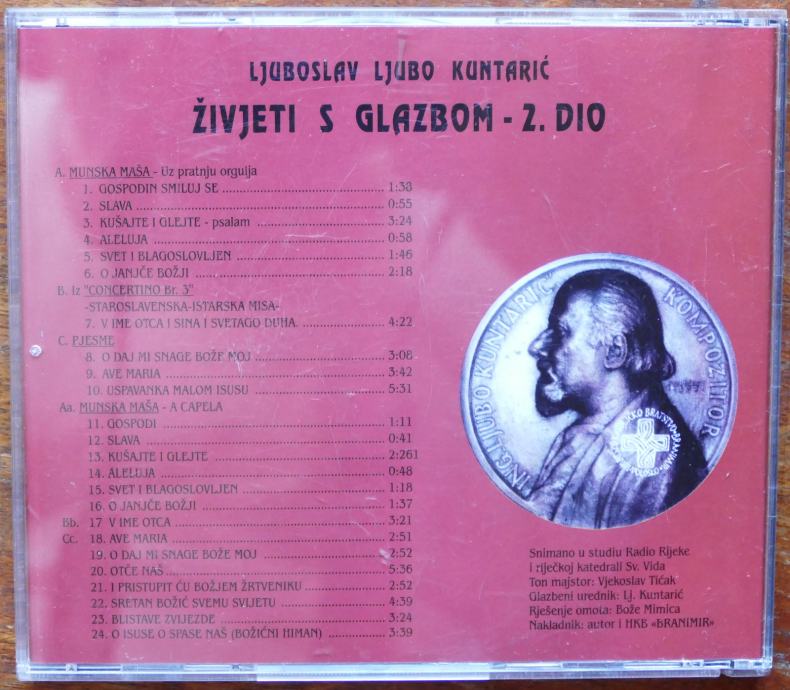 LJUBOSLAV LJUBO KUNTARIĆ
ŽIVJETI S GLAZBOM - 2. DIO
A. MUNSKA MAŠA - Uz pratnju orgulja
1. GOSPODIN SMILUJ SE 1:38
2. SLAVA 0:55
3. KUŠAJTE I GLEJTE - psalam 3:24
4. ALELUJA 0:58
5. SVET I BLAGOSLOVLJEN 1:46
6. O JANJČE BOŽJI 2:18
B. Iz "CONCERTINO Br. 3"
-STAROSLAVENSKA-ISTARSKA MISA-
7. V IME OTCA I SINA I SVETAGO DUHA. 4:22
C. PJESME
8. O DAJ MI SNAGE BOŽE MOJ 3:08
9. AVE MARIA 3:42
10. USPAVANKA MALOM ISUSU 5:31
Aa. MUNSKA MAŠA - A CAPELA
11. GOSPODI 1:11
12. SLAVA 0:41
13. KUŠAJTE I GLEJTE 2:261
14. ALELUJA 0:48
15. SVET I BLAGOSLOVLJEN 1:18
16. O JANJČE BOŽJI 1:37
Bb. 17 V IME OTCA 3:21
Cc. 18. AVE MARIA 2:51
19. O DAJ MI SNAGE BOŽE MOJ 2:52
20. OTČE NAŠ 5:36
21. I PRISTUPIT ĆU BOŽJEM ŽRTVENIKU 2:52
22. SRETAN BOŽIĆ SVEMU SVIJETU 4:39
23. BLISTAVE ZVIJEZDE 3:24
24. O ISUSE O SPASE NAŠ (BOŽIĆNI HIMAN) 3:39
ING. LJUBO KUNTARIĆ KOMPOZITOR
Snimano u studiu Radio Rijeke
i riječkoj katedrali Sv. Vida
Ton majstor: Vjekoslav Tićak
Glazbeni urednik: Lj. Kuntarić
Rješenje omota: Bože Mimica
Nakladnik: autor i HKB «BRANIMIR»